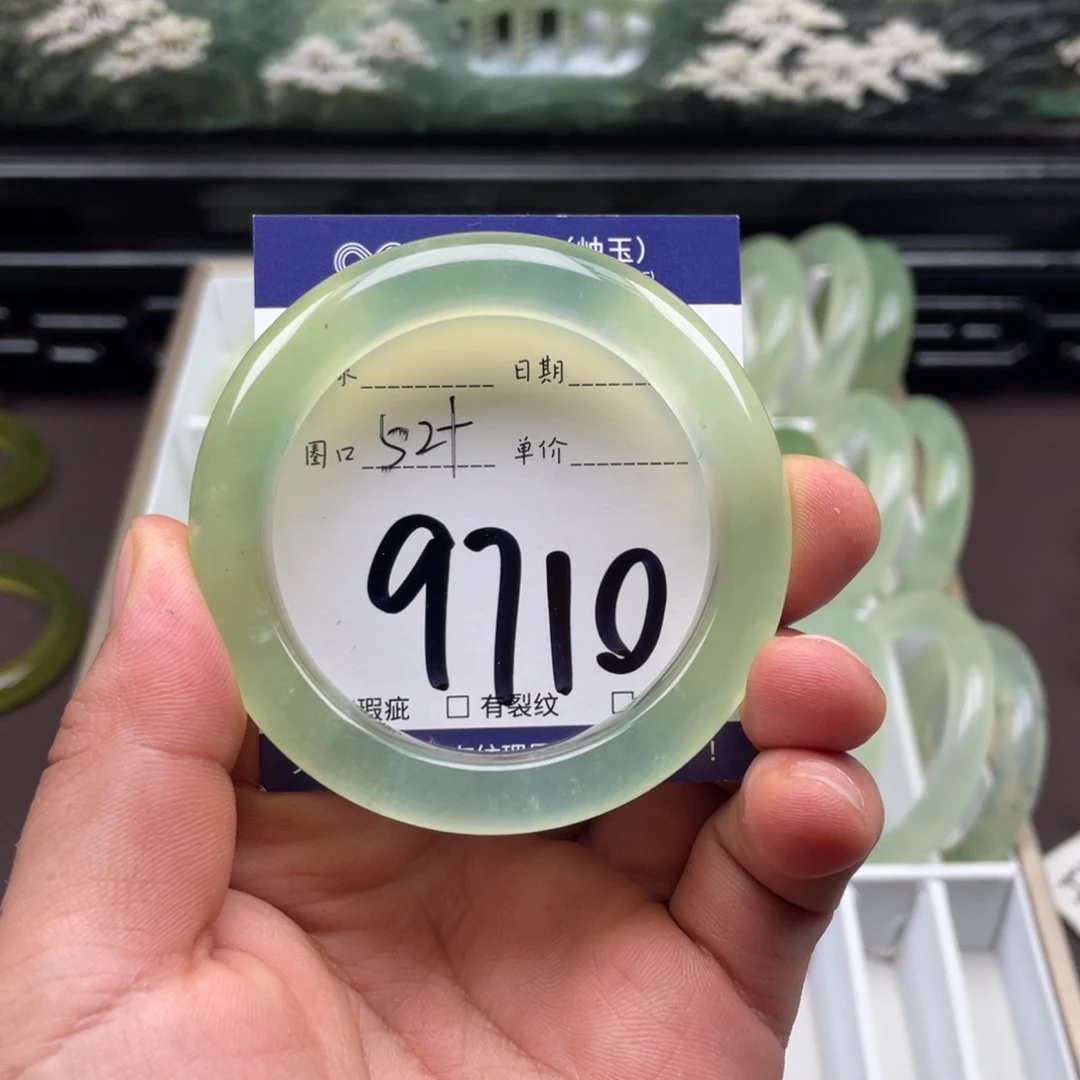 (岫玉)
日期
圈口 52+ 单价
9710
瑕疵 □ 有裂纹 □
!